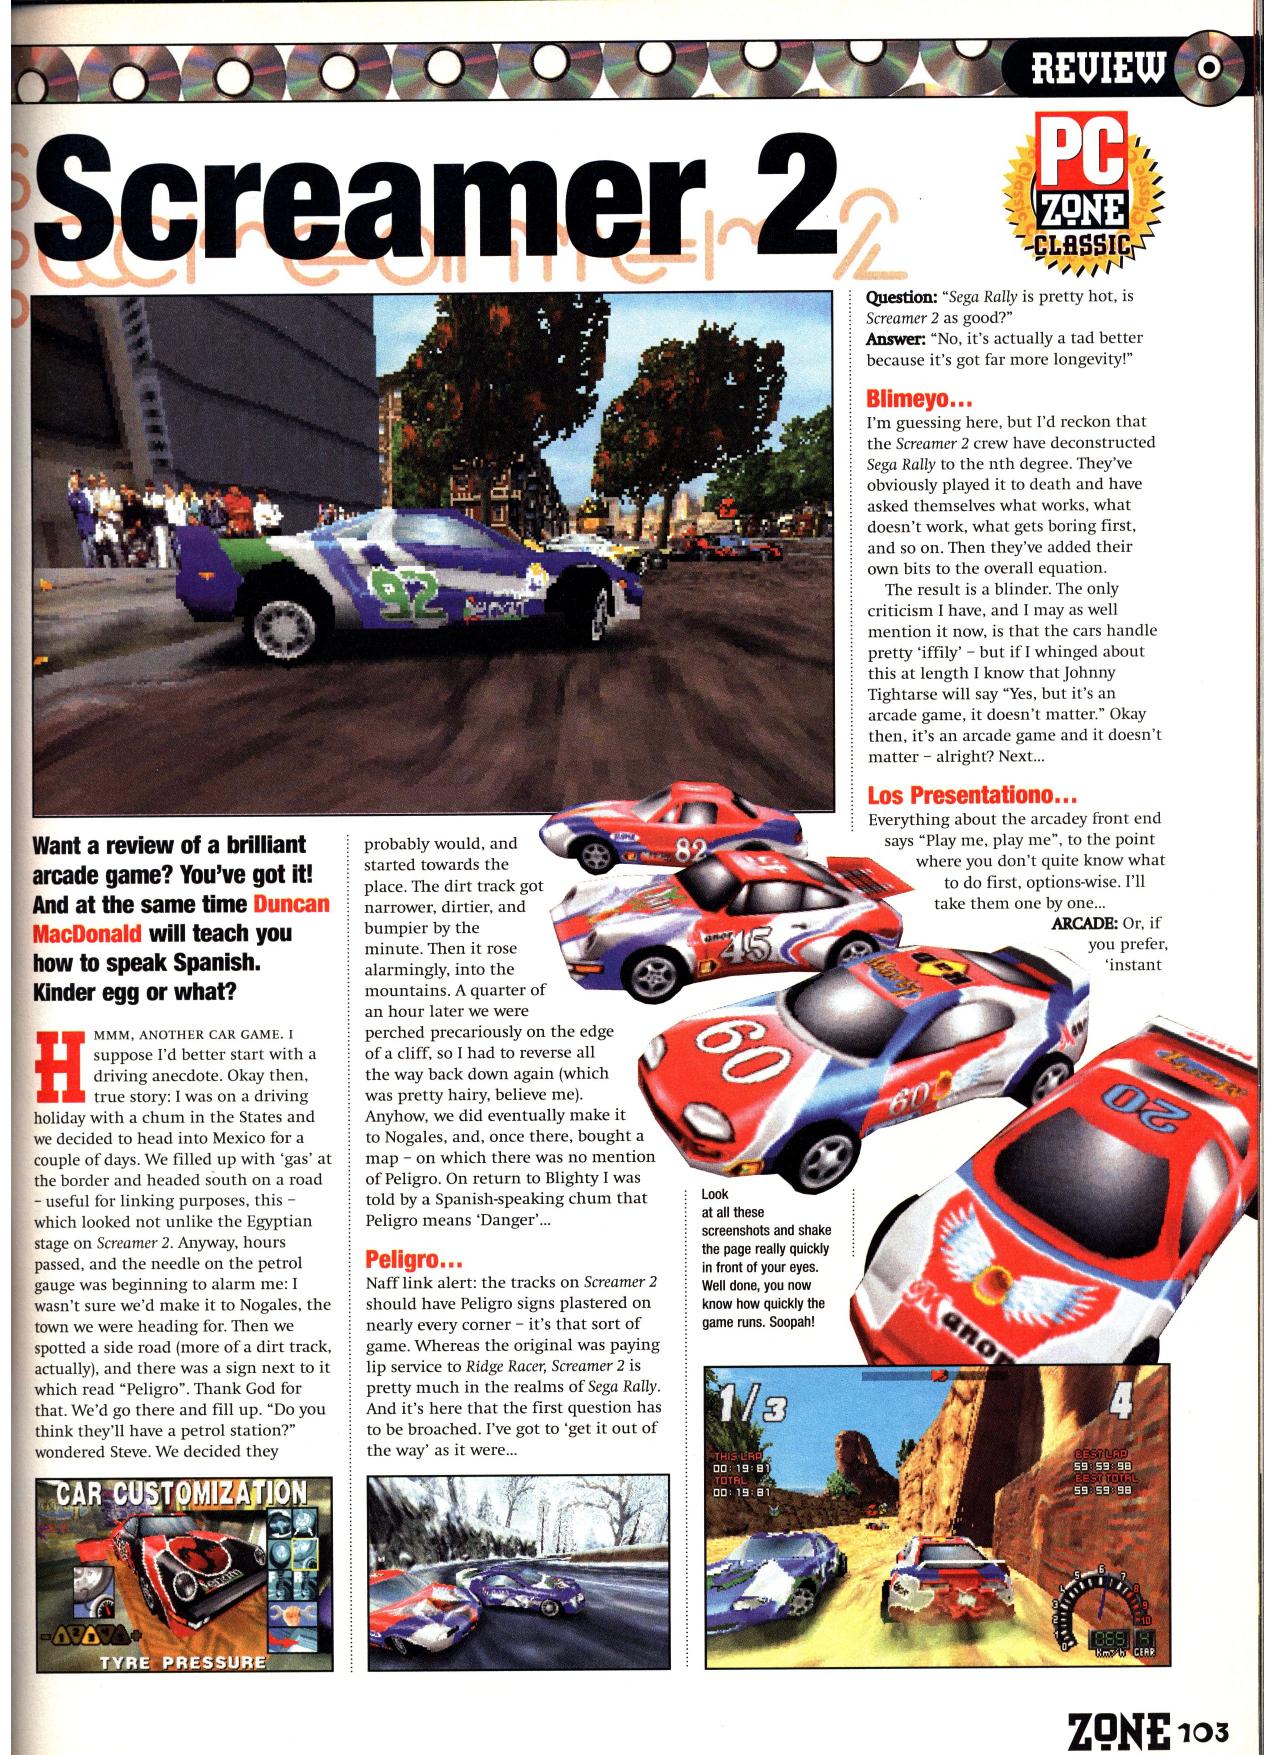 REVIEW
Screamer 2
PC
ZONE
CLASSIC
Want a review of a brilliant
arcade game? You've got it!
And at the same time Duncan
MacDonald will teach you
how to speak Spanish.
Kinder egg or what?
HMMM, ANOTHER CAR GAME. I
suppose I'd better start with a
driving anecdote. Okay then,
true story: I was on a driving
holiday with a chum in the States and
we decided to head into Mexico for a
couple of days. We filled up with 'gas' at
the border and headed south on a road
– useful for linking purposes, this –
which looked not unlike the Egyptian
stage on Screamer 2. Anyway, hours
passed, and the needle on the petrol
gauge was beginning to alarm me: I
wasn't sure we'd make it to Nogales, the
town we were heading for. Then we
spotted a side road (more of a dirt track,
actually), and there was a sign next to it
which read "Peligro". Thank God for
that. We'd go there and fill up. "Do you
think they'll have a petrol station?"
wondered Steve. We decided they
probably would, and
started towards the
place. The dirt track got
narrower, dirtier, and
bumpier by the
minute. Then it rose
alarmingly, into the
mountains. A quarter of
an hour later we were
perched precariously on the edge
of a cliff, so I had to reverse all
the way back down again (which
was pretty hairy, believe me).
Anyhow, we did eventually make it
to Nogales, and, once there, bought a
map – on which there was no mention
of Peligro. On return to Blighty I was
told by a Spanish-speaking chum that
Peligro means 'Danger'...
Peligro...
Naff link alert: the tracks on Screamer 2
should have Peligro signs plastered on
nearly every corner – it's that sort of
game. Whereas the original was paying
lip service to Ridge Racer, Screamer 2 is
pretty much in the realms of Sega Rally.
And it's here that the first question has
to be broached. I've got to 'get it out of
the way' as it were...
Question: "Sega Rally is pretty hot, is
Screamer 2 as good?"
Answer: "No, it's actually a tad better
because it's got far more longevity!"
Blimeyo...
I'm guessing here, but I'd reckon that
the Screamer 2 crew have deconstructed
Sega Rally to the nth degree. They've
obviously played it to death and have
asked themselves what works, what
doesn't work, what gets boring first,
and so on. Then they've added their
own bits to the overall equation.
The result is a blinder. The only
criticism I have, and I may as well
mention it now, is that the cars handle
pretty 'iffily' – but if I whinged about
this at length I know that Johnny
Tightarse will say "Yes, but it's an
arcade game, it doesn't matter." Okay
then, it's an arcade game and it doesn't
matter – alright? Next...
Los Presentationo...
Everything about the arcadey front end
says "Play me, play me", to the point
where you don't quite know what
to do first, options-wise. I'll
take them one by one...
ARCADE: Or, if
you prefer,
'instant
92
82
45
60
60
20
Manor
Look
at all these
screenshots and shake
the page really quickly
in front of your eyes.
Well done, you now
know how quickly the
game runs. Soopah!
CAR CUSTOMIZATION
TYRE PRESSURE
1/3
4
THIS LAP
00:19:81
TOTAL
00:19:81
BEST LAP
59:59:98
BEST TOTAL
59:59:98
Km/h GEAR
ZONE 103